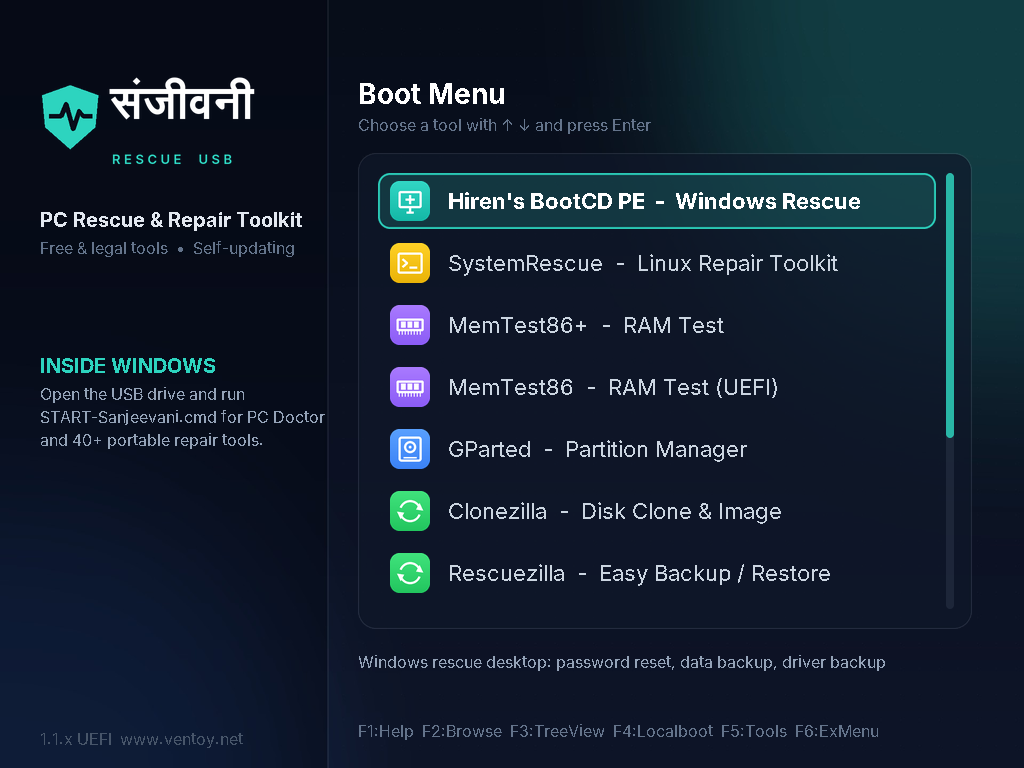 संजीवनी
RESCUE USB
PC Rescue & Repair Toolkit
Free & legal tools • Self-updating
INSIDE WINDOWS
Open the USB drive and run
START-Sanjeevani.cmd for PC Doctor
and 40+ portable repair tools.
1.1.x UEFI www.ventoy.net
Boot Menu
Choose a tool with ↑ ↓ and press Enter
Hiren's BootCD PE - Windows Rescue
SystemRescue - Linux Repair Toolkit
MemTest86+ - RAM Test
MemTest86 - RAM Test (UEFI)
GParted - Partition Manager
Clonezilla - Disk Clone & Image
Rescuezilla - Easy Backup / Restore
Windows rescue desktop: password reset, data backup, driver backup
F1:Help F2:Browse F3:TreeView F4:Localboot F5:Tools F6:ExMenu